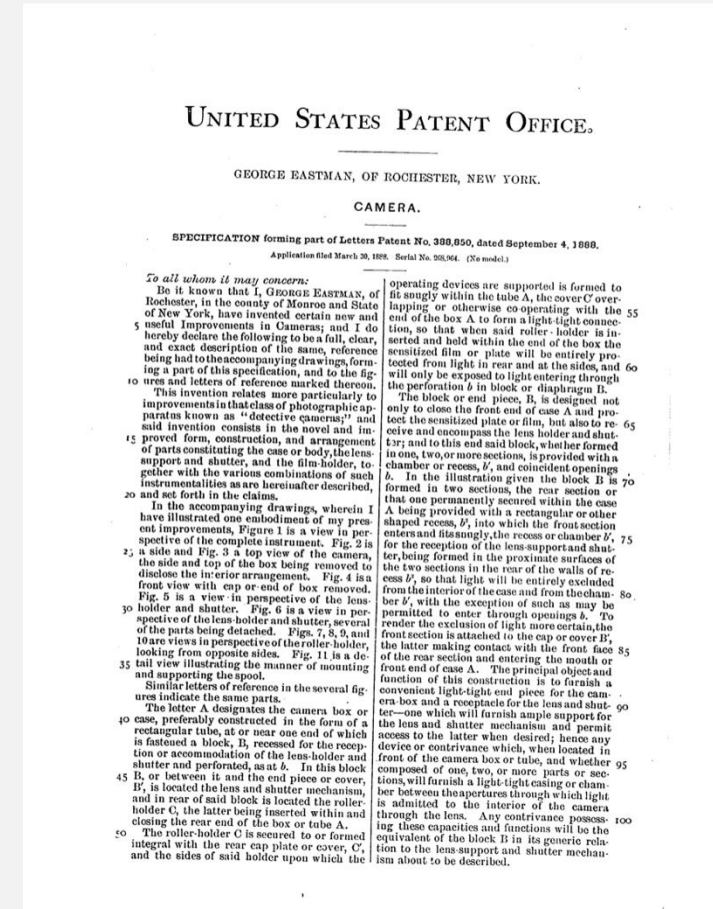 UNITED STATES PATENT OFFICE.
GEORGE EASTMAN, OF ROCHESTER, NEW YORK.
CAMERA.
SPECIFICATION forming part of Letters Patent No. 388,850, dated September 4, 1888.
Application filed March 30, 1888. Serial No. 268,964. (No model.)
To all whom it may concern:
Be it known that I, GEORGE EASTMAN, of
Rochester, in the county of Monroe and State
of New York, have invented certain new and
5 useful Improvements in Cameras; and I do
hereby declare the following to be a full, clear,
and exact description of the same, reference
being had to the accompanying drawings, form-
ing a part of this specification, and to the fig-
10 ures and letters of reference marked thereon.
This invention relates more particularly to
improvements in that class of photographic ap-
paratus known as "detective cameras;" and
said invention consists in the novel and im-
15 proved form, construction, and arrangement
of parts constituting the case or body, the lens-
support and shutter, and the film-holder, to-
gether with the various combinations of such
instrumentalities as are hereinafter described,
20 and set forth in the claims.
In the accompanying drawings, wherein I
have illustrated one embodiment of my pres-
ent improvements, Figure 1 is a view in per-
spective of the complete instrument. Fig. 2 is
25 a side and Fig. 3 a top view of the camera,
the side and top of the box being removed to
disclose the interior arrangement. Fig. 4 is a
front view with cap or end of box removed.
Fig. 5 is a view in perspective of the lens-
30 holder and shutter. Fig. 6 is a view in per-
spective of the lens-holder and shutter, several
of the parts being detached. Figs. 7, 8, 9, and
10 are views in perspective of the roller-holder,
looking from opposite sides. Fig. 11 is a de-
35 tail view illustrating the manner of mounting
and supporting the spool.
Similar letters of reference in the several fig-
ures indicate the same parts.
The letter A designates the camera box or
40 case, preferably constructed in the form of a
rectangular tube, at or near one end of which
is fastened a block, B, recessed for the recep-
tion or accommodation of the lens-holder and
shutter and perforated, as at b. In this block
45 B, or between it and the end piece or cover,
B', is located the lens and shutter mechanism,
and in rear of said block is located the roller-
holder C, the latter being inserted within and
closing the rear end of the box or tube A.
50 The roller-holder C is secured to or formed
integral with the rear cap plate or cover, C',
and the sides of said holder upon which the
operating devices are supported is formed to
fit snugly within the tube A, the cover C' over-
lapping or otherwise co-operating with the 55
end of the box A to form a light-tight connec-
tion, so that when said roller-holder is in-
serted and held within the end of the box the
sensitized film or plate will be entirely pro-
tected from light in rear and at the sides, and 60
will only be exposed to light entering through
the perforation b in block or diaphragm B.
The block or end piece, B, is designed not
only to close the front end of case A and pro-
tect the sensitized plate or film, but also to re- 65
ceive and encompass the lens holder and shut-
ter; and to this end said block, whether formed
in one, two, or more sections, is provided with a
chamber or recess, b', and coincident openings
b. In the illustration given the block B is 70
formed in two sections, the rear section or
that one permanently secured within the case
A being provided with a rectangular or other
shaped recess, b², into which the front section
enters and fits snugly, the recess or chamber b', 75
for the reception of the lens-support and shut-
ter, being formed in the proximate surfaces of
the two sections in the rear of the walls of re-
cess b², so that light will be entirely excluded
from the interior of the case and from the cham- 80
ber b', with the exception of such as may be
permitted to enter through openings b. To
render the exclusion of light more certain, the
front section is attached to the cap or cover B',
the latter making contact with the front face 85
of the rear section and entering the mouth or
front end of case A. The principal object and
function of this construction is to furnish a
convenient light-tight end piece for the cam-
era-box and a receptacle for the lens and shut- 90
ter—one which will furnish ample support for
the lens and shutter mechanism and permit
access to the latter when desired; hence any
device or contrivance which, when located in
front of the camera box or tube, and whether 95
composed of one, two, or more parts or sec-
tions, will furnish a light-tight casing or cham-
ber between the apertures through which light
is admitted to the interior of the camera
through the lens. Any contrivance possess- 100
ing these capacities and functions will be the
equivalent of the block B in its generic rela-
tion to the lens-support and shutter mechan-
ism about to be described.